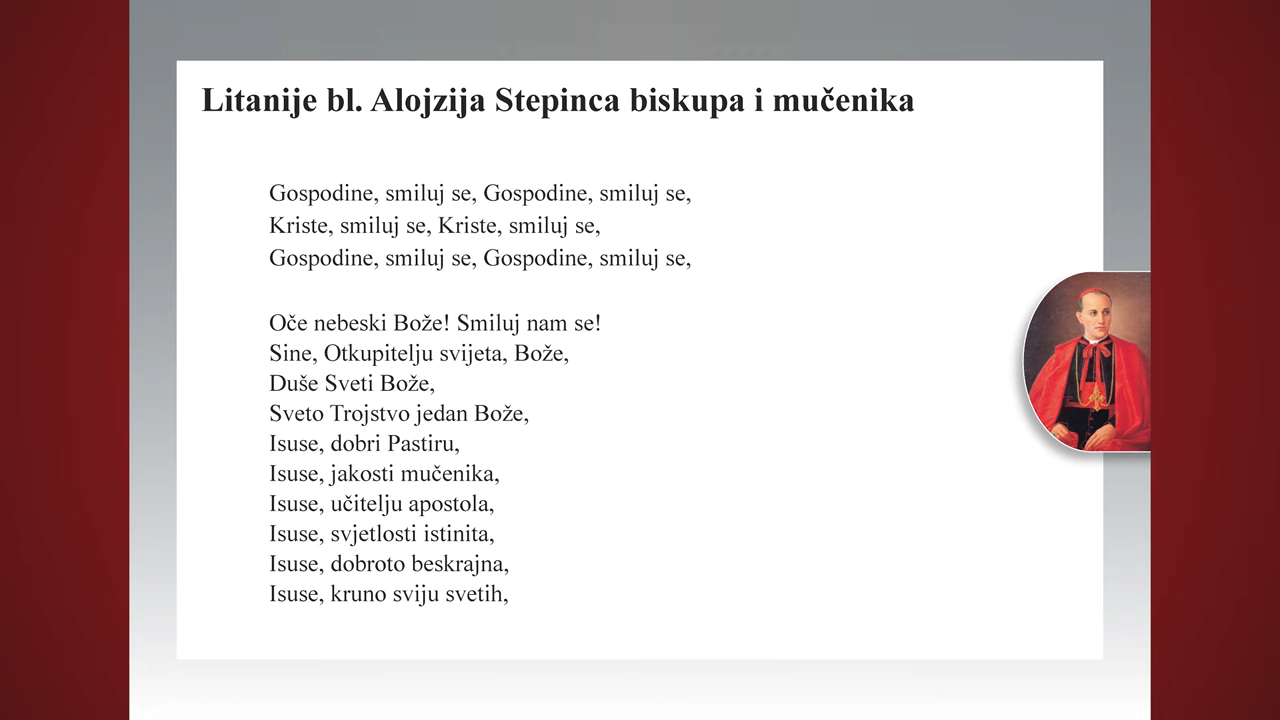 Litanije bl. Alojzija Stepinca biskupa i mučenika
Gospodine, smiluj se, Gospodine, smiluj se,
Kriste, smiluj se, Kriste, smiluj se,
Gospodine, smiluj se, Gospodine, smiluj se,
Oče nebeski Bože! Smiluj nam se!
Sine, Otkupitelju svijeta, Bože,
Duše Sveti Bože,
Sveto Trojstvo jedan Bože,
Isuse, dobri Pastiru,
Isuse, jakosti mučenika,
Isuse, učitelju apostola,
Isuse, svjetlosti istinita,
Isuse, dobroto beskrajna,
Isuse, kruno sviju svetih,